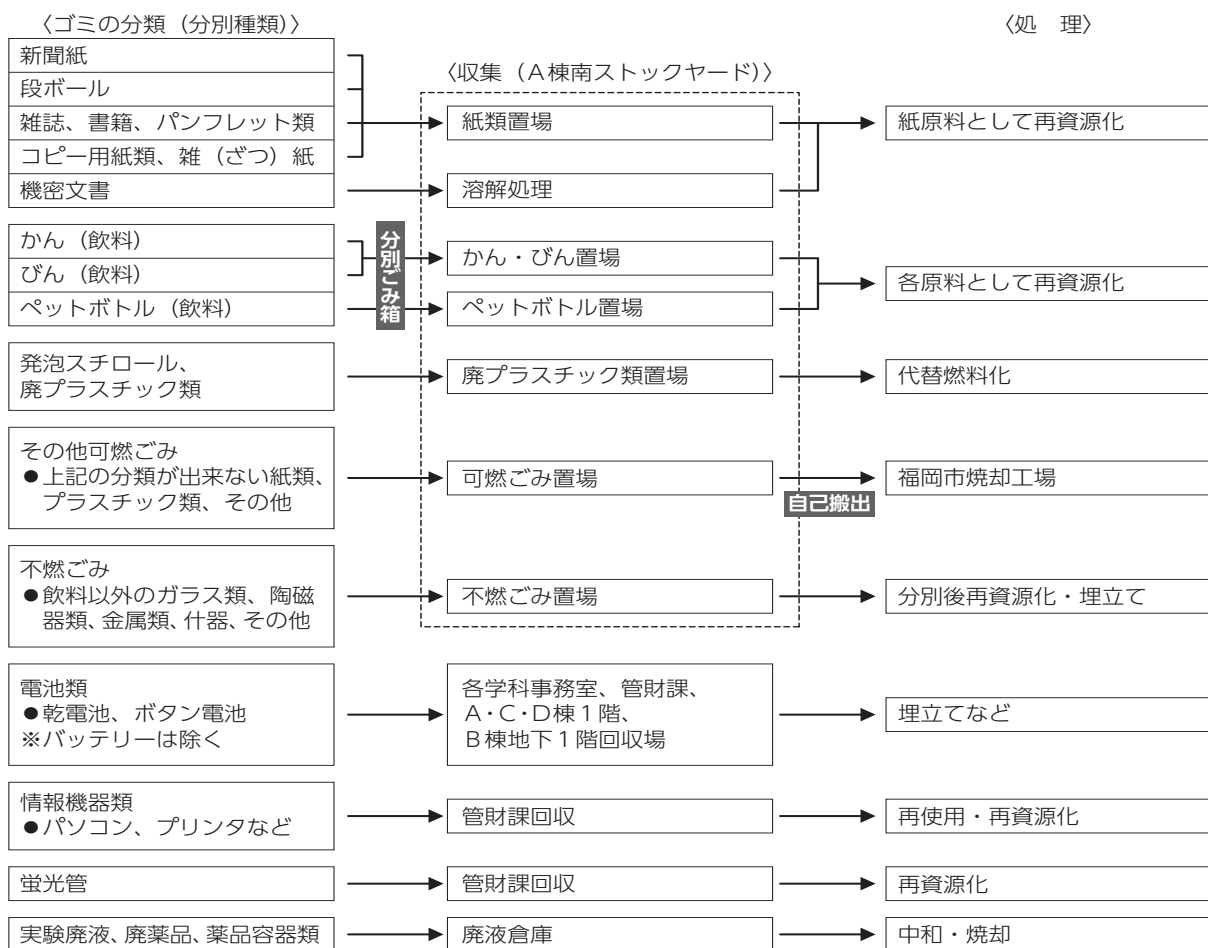 〈ゴミの分類（分別種類）〉
〈収集（A棟南ストックヤード）〉
〈処　理〉
新聞紙
段ボール
雑誌、書籍、パンフレット類
コピー用紙類、雑（ざつ）紙
紙類置場
紙原料として再資源化
機密文書
溶解処理
かん（飲料）
びん（飲料）
ペットボトル（飲料）
分別ごみ箱
かん・びん置場
ペットボトル置場
各原料として再資源化
発泡スチロール、
廃プラスチック類
廃プラスチック類置場
代替燃料化
その他可燃ごみ
●上記の分類が出来ない紙類、
プラスチック類、その他
可燃ごみ置場
自己搬出
福岡市焼却工場
不燃ごみ
●飲料以外のガラス類、陶磁
器類、金属類、什器、その他
不燃ごみ置場
分別後再資源化・埋立て
電池類
●乾電池、ボタン電池
※バッテリーは除く
各学科事務室、管財課、
A・C・D棟１階、
B棟地下１階回収場
埋立てなど
情報機器類
●パソコン、プリンタなど
管財課回収
再使用・再資源化
蛍光管
管財課回収
再資源化
実験廃液、廃薬品、薬品容器類
廃液倉庫
中和・焼却